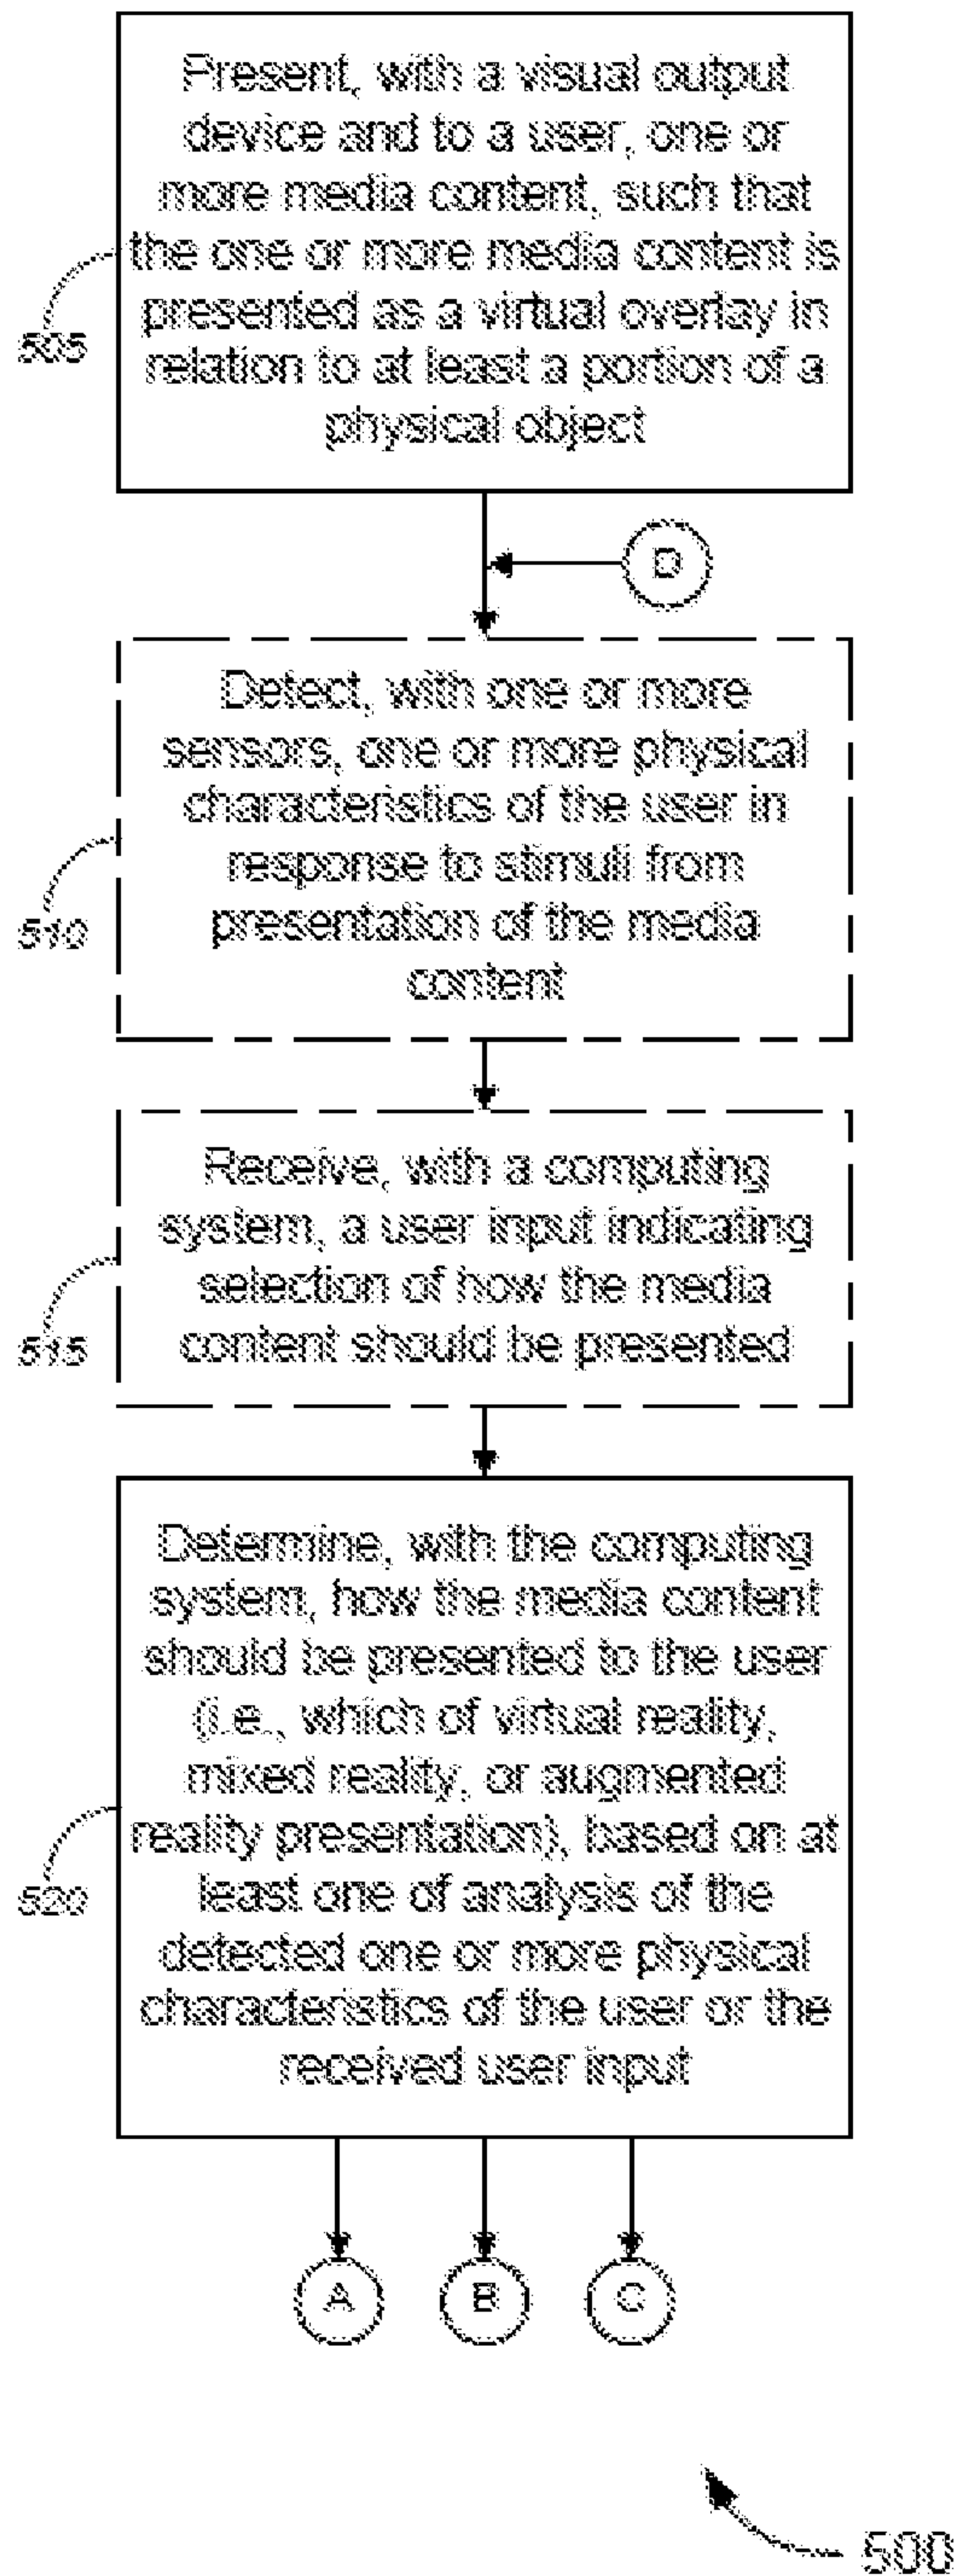 Present, with a visual output
device and to a user, one or
more media content, such that
the one or more media content is
presented as a virtual overlay in
relation to at least a portion of a
physical object
505
D
Detect, with one or more
sensors, one or more physical
characteristics of the user in
response to stimuli from
presentation of the media
content
510
Receive, with a computing
system, a user input indicating
selection of how the media
content should be presented
515
Determine, with the computing
system, how the media content
should be presented to the user
(i.e., which of virtual reality,
mixed reality, or augmented
reality presentation), based on at
least one of analysis of the
detected one or more physical
characteristics of the user or the
received user input
520
A
B
C
500